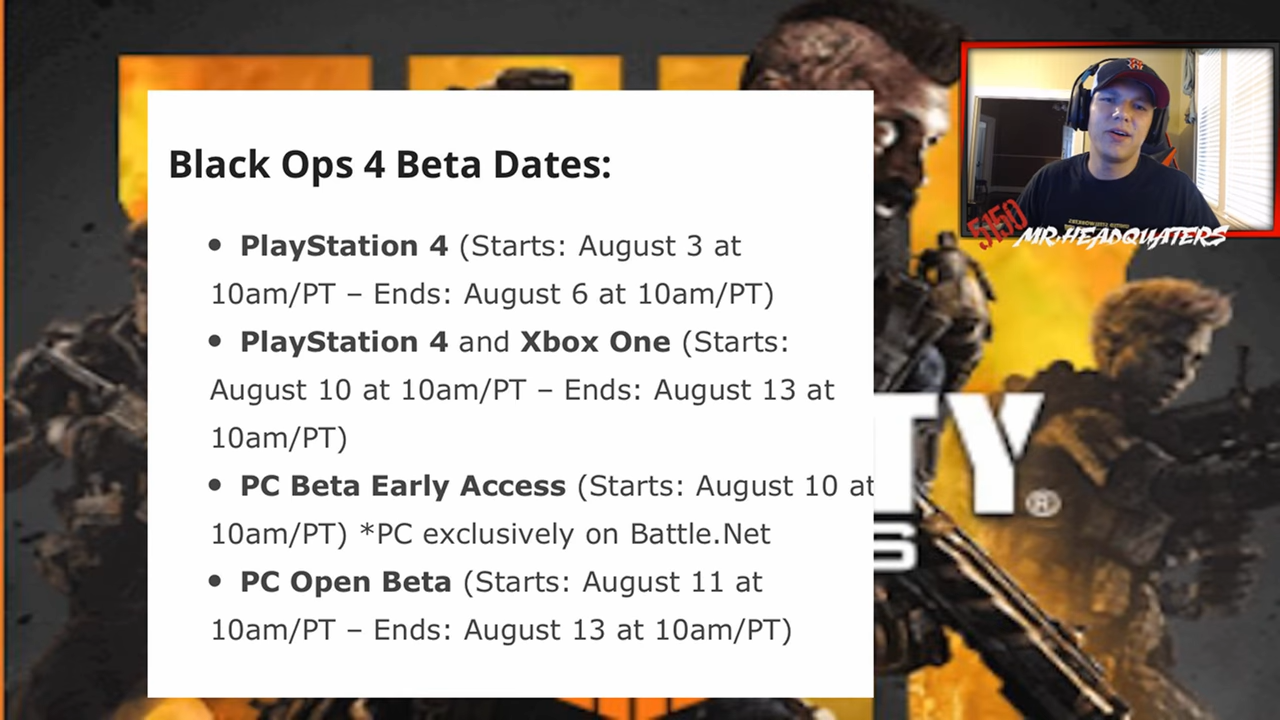 Black Ops 4 Beta Dates:
• PlayStation 4 (Starts: August 3 at
10am/PT – Ends: August 6 at 10am/PT)
• PlayStation 4 and Xbox One (Starts:
August 10 at 10am/PT – Ends: August 13 at
10am/PT)
• PC Beta Early Access (Starts: August 10 at
10am/PT) *PC exclusively on Battle.Net
• PC Open Beta (Starts: August 11 at
10am/PT – Ends: August 13 at 10am/PT)
5150
MR.HEADQUATERS
TY®
S